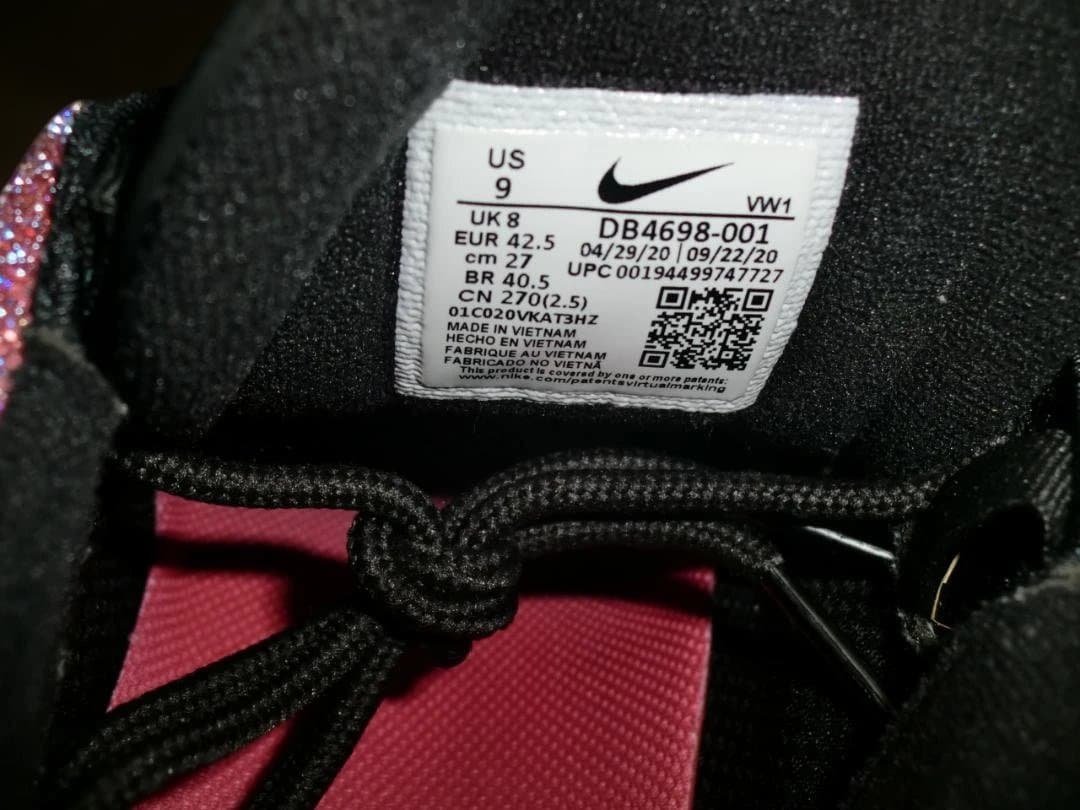 US
9
VW1
UK 8
EUR 42.5
cm 27
BR 40.5
CN 270(2.5)
01C020VKAT3HZ
DB4698-001
04/29/20 | 09/22/20
UPC 00194499747727
MADE IN VIETNAM
HECHO EN VIETNAM
FABRIQUE AU VIETNAM
FABRICADO NO VIETNÃ
This product is covered by one or more patents:
www.nike.com/patentsvirtualmarking